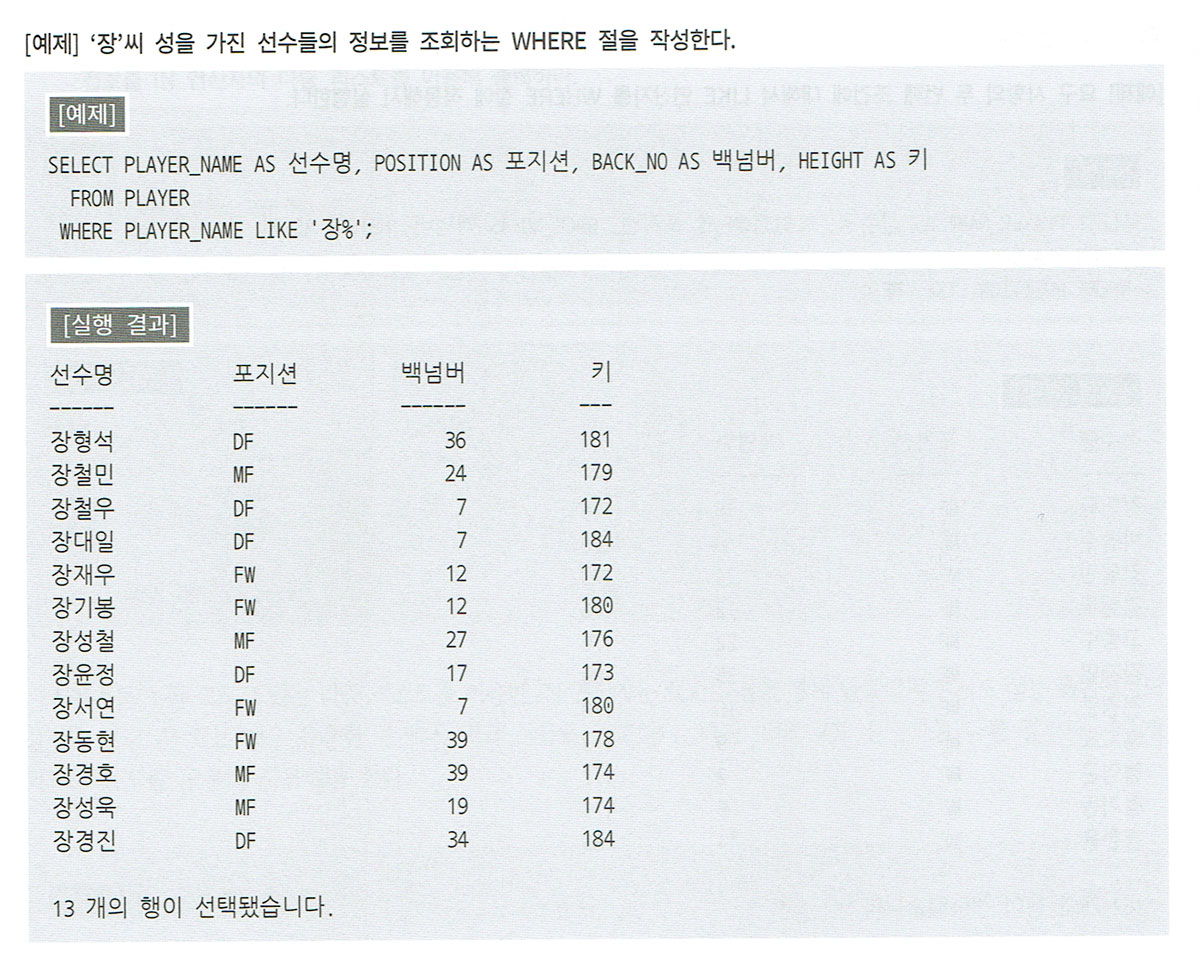 [예제] ‘장’씨 성을 가진 선수들의 정보를 조회하는 WHERE 절을 작성한다.
[예제]
SELECT PLAYER_NAME AS 선수명, POSITION AS 포지션, BACK_NO AS 백넘버, HEIGHT AS 키
FROM PLAYER
WHERE PLAYER_NAME LIKE '장%';
[실행 결과]
선수명 포지션 백넘버 키
------ ------ ------ ---
장형석 DF 36 181
장철민 MF 24 179
장철우 DF 7 172
장대일 DF 7 184
장재우 FW 12 172
장기봉 FW 12 180
장성철 MF 27 176
장윤정 DF 17 173
장서연 FW 7 180
장동현 FW 39 178
장경호 MF 39 174
장성욱 MF 19 174
장경진 DF 34 184
13 개의 행이 선택됐습니다.